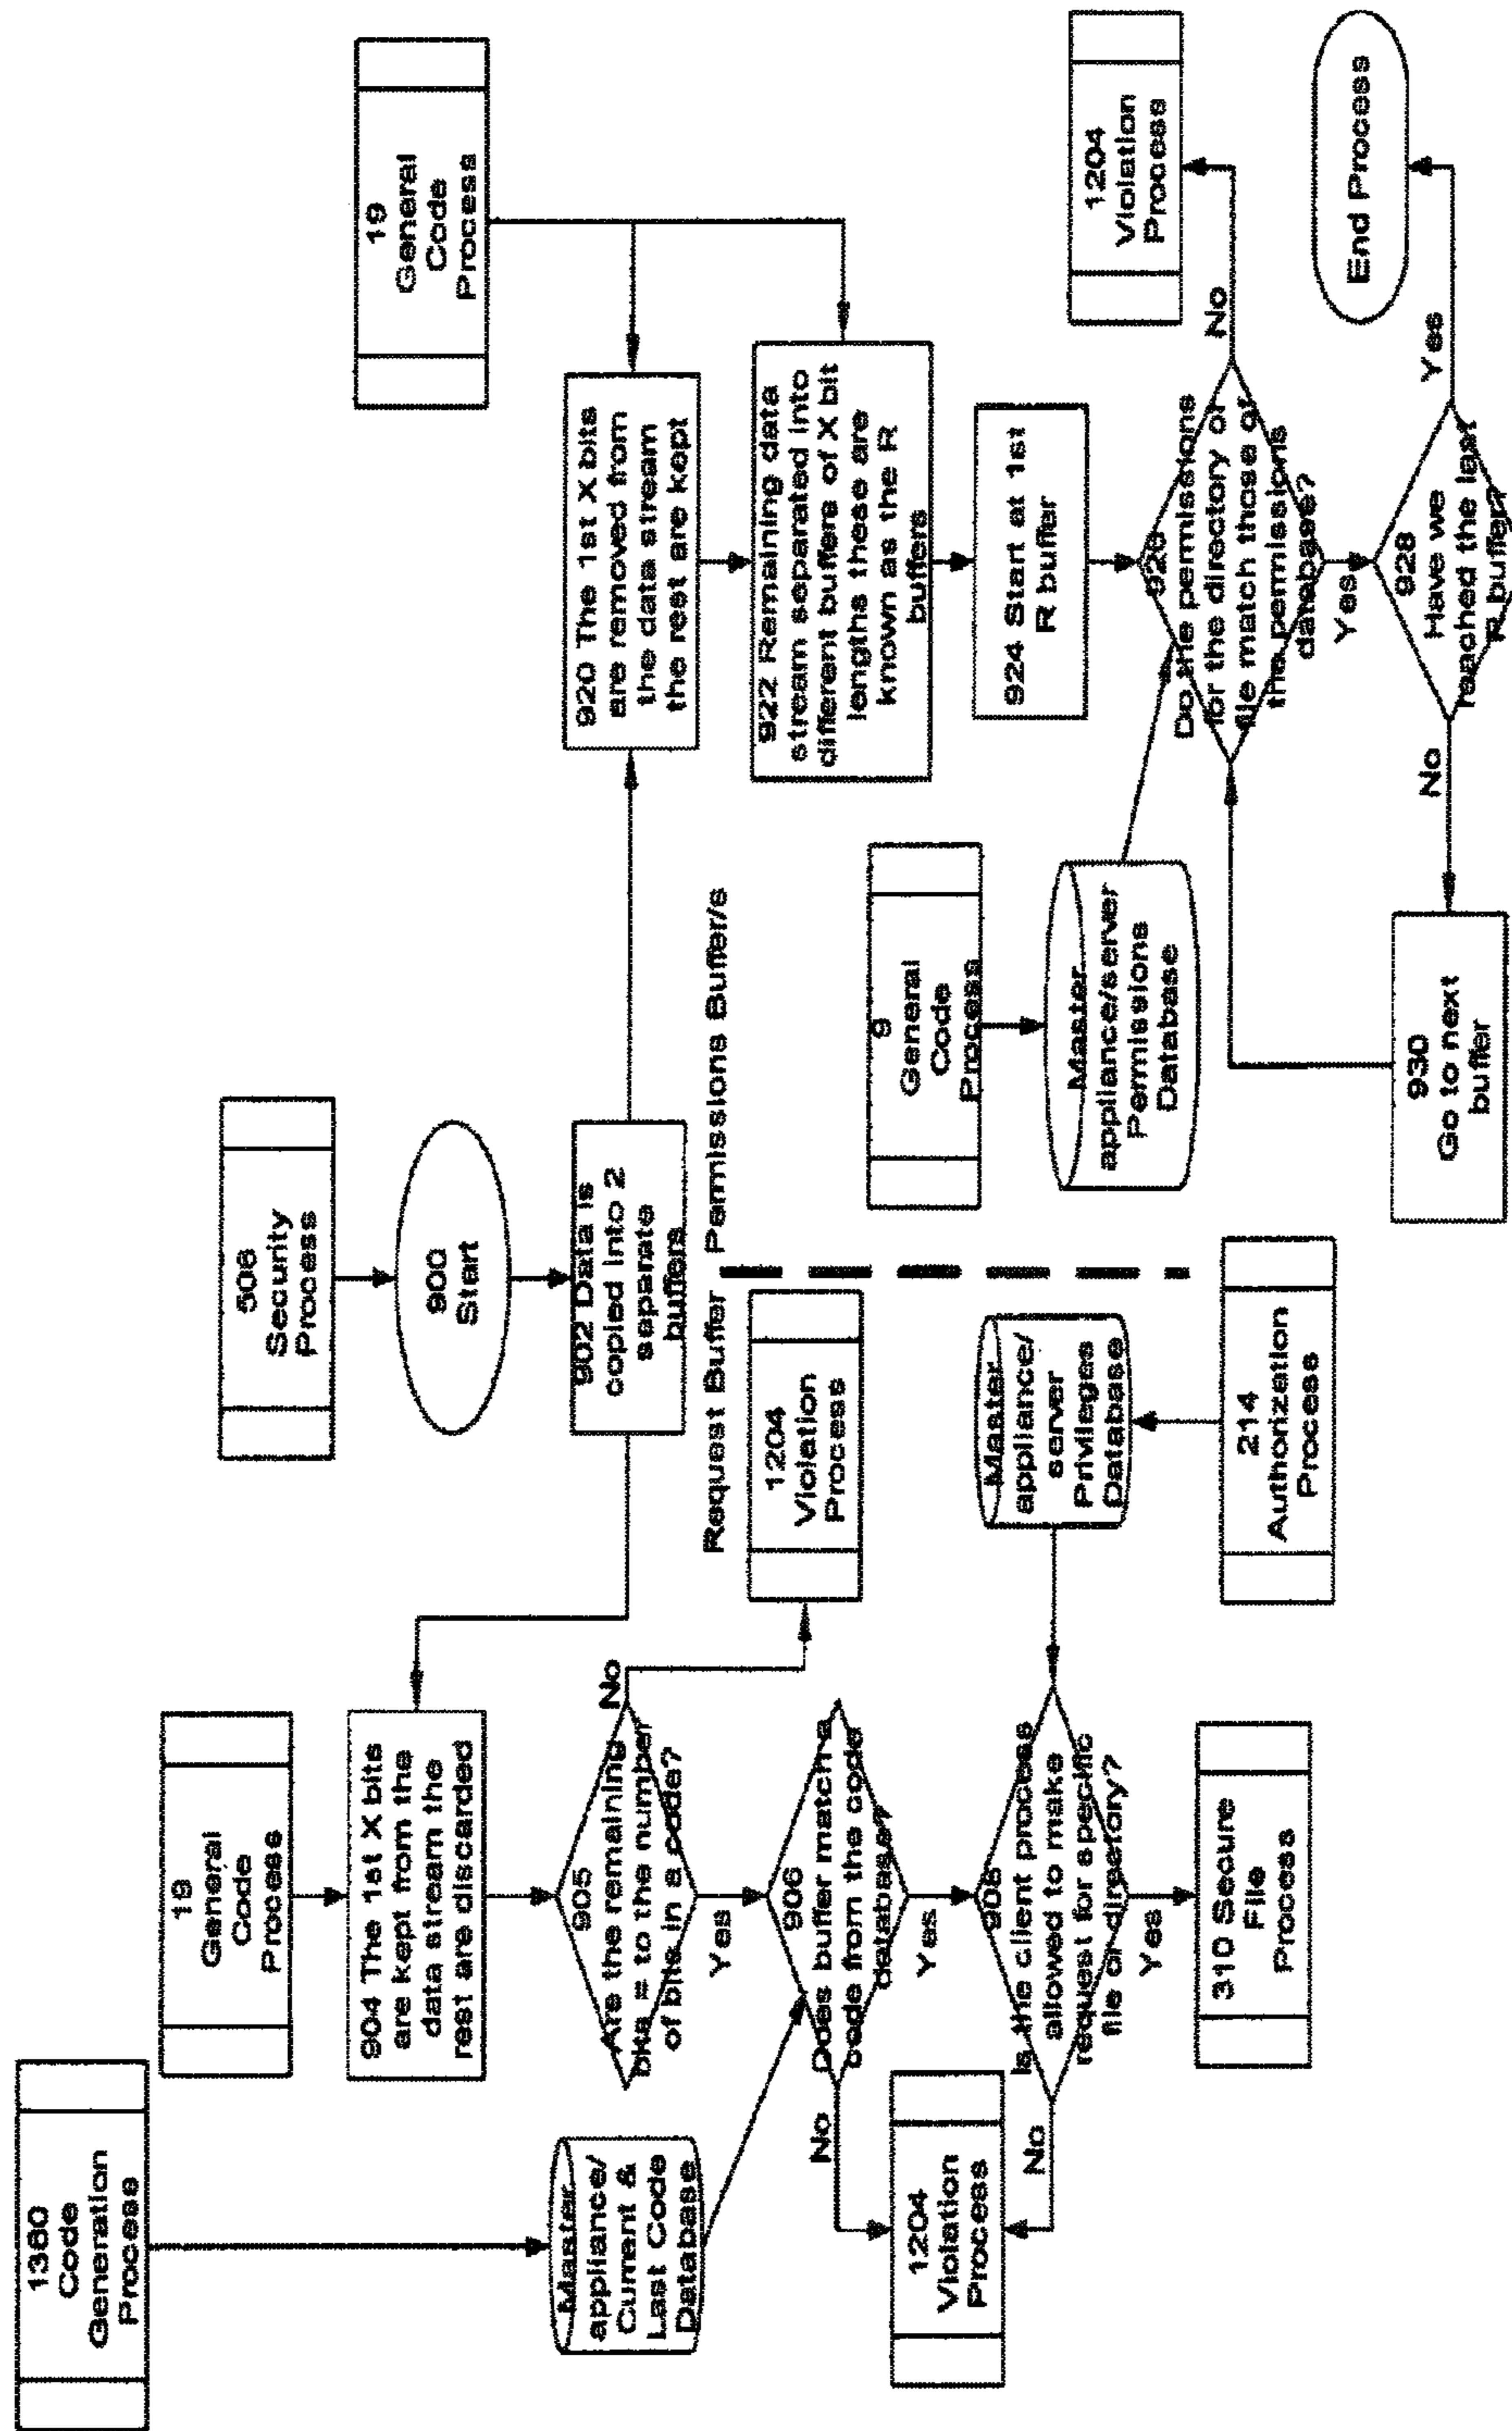 1360
Code
Generation
Process
19
General
Code
Process
506
Security
Process
19
General
Code
Process
900
Start
904 The 1st X bits
are kept from the
data stream the
rest are discarded
902 Data is
copied into 2
separate
buffers
920 The 1st X bits
are removed from
the data stream
the rest are kept
Master
appliance/
Current &
Last Code
Database
905
Are the remaining
bits = to the number
of bits in a code?
No
Yes
Request Buffer
Permissions Buffer/s
1204
Violation
Process
922 Remaining data
stream separated into
different buffers of X bit
lengths these are
known as the R
buffers
906
Does buffer match a
code from the code
database?
No
Yes
9
General
Code
Process
924 Start at 1st
R buffer
1204
Violation
Process
908
Is the client process
allowed to make
request for specific
file or directory?
No
Yes
Master
appliance/
server
Privileges
Database
Master
appliance/server
Permissions
Database
Do the permissions
for the directory or
file match those of
the permissions
database?
No
Yes
1204
Violation
Process
310 Secure
File
Process
214
Authorization
Process
930
Go to next
buffer
928
Have we
reached the last
R buffer?
No
Yes
End Process